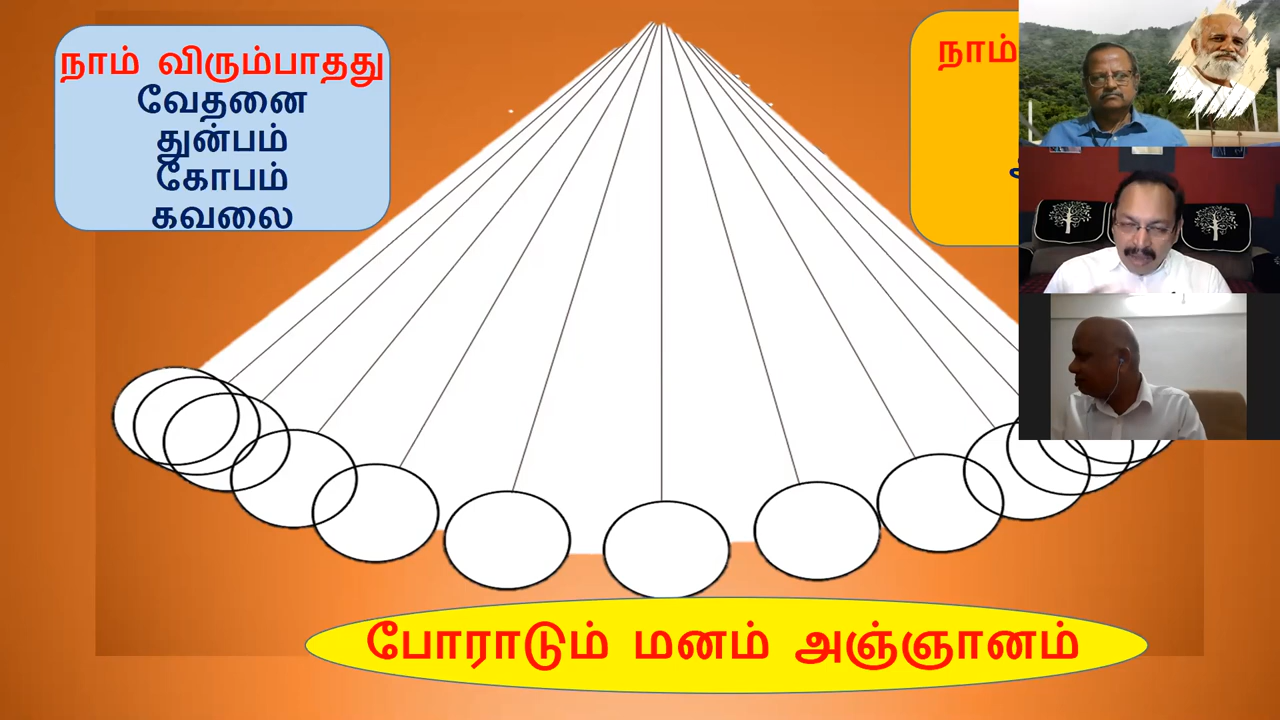 நாம் விரும்பாதது
வேதனை
துன்பம்
கோபம்
கவலை
நாம்
போராடும் மனம் அஞ்ஞானம்